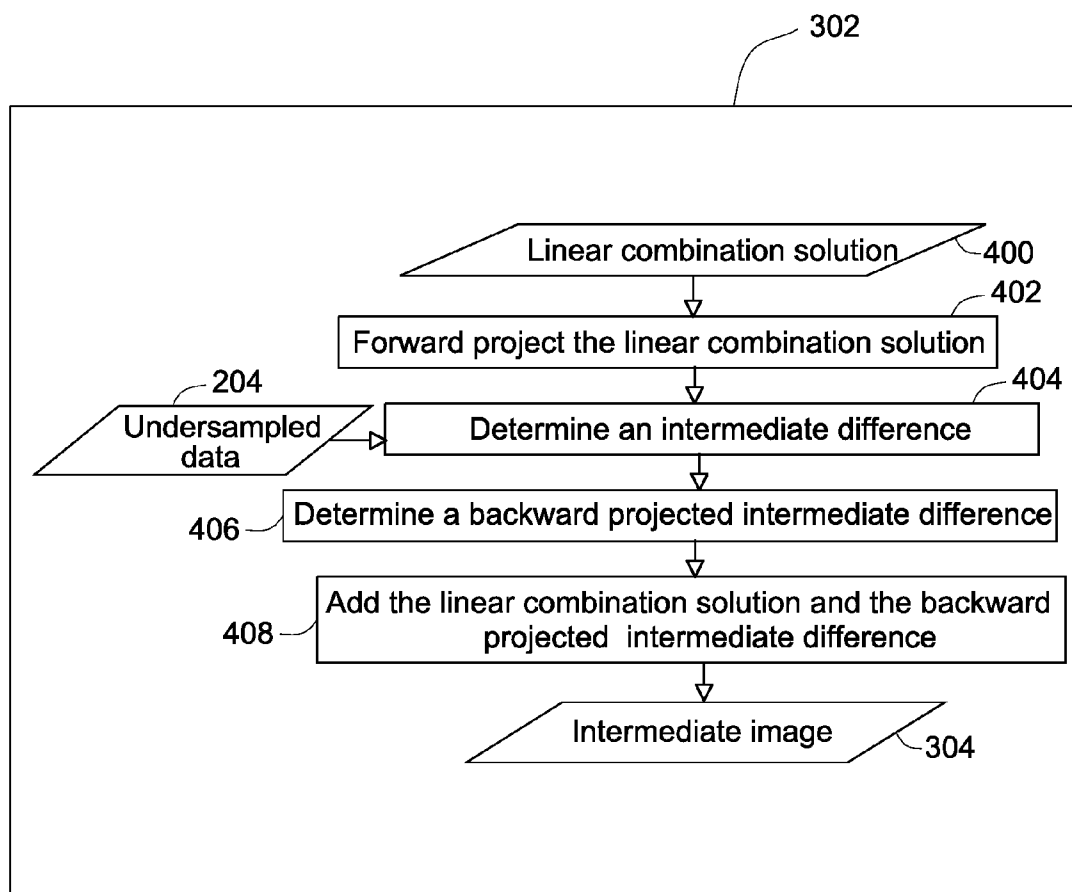 302
Linear combination solution
400
402
Forward project the linear combination solution
204
404
Undersampled
data
Determine an intermediate difference
406
Determine a backward projected intermediate difference
Add the linear combination solution and the backward
projected intermediate difference
408
Intermediate image
304